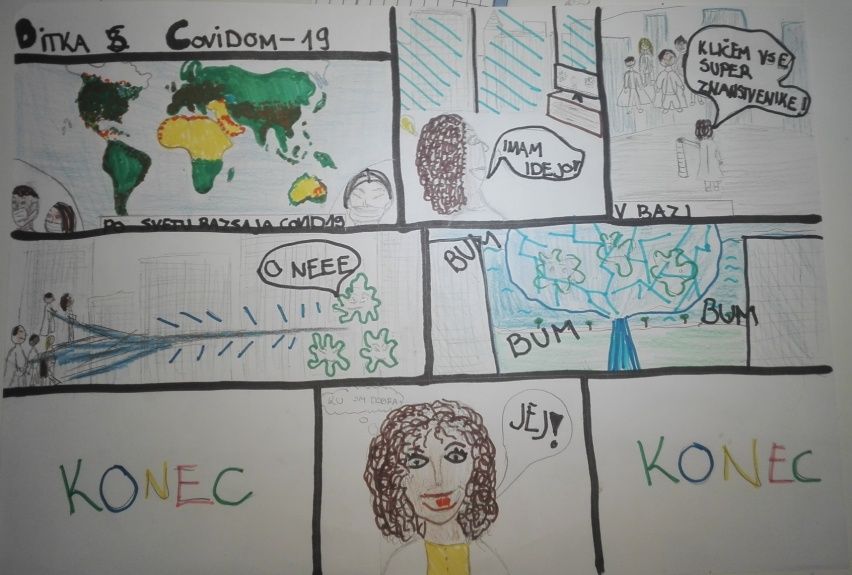 DITKA S COVIDOM-19
PO SVETU RAZSAJA COVID19
IMAM
IDEJO!
KLIČEM VSE
SUPER
ZNANSTVENIKE!
V BAZI
O NEEE
BUM
BUM
BUM
KONEC
DOBRA
JEJ!
KONEC